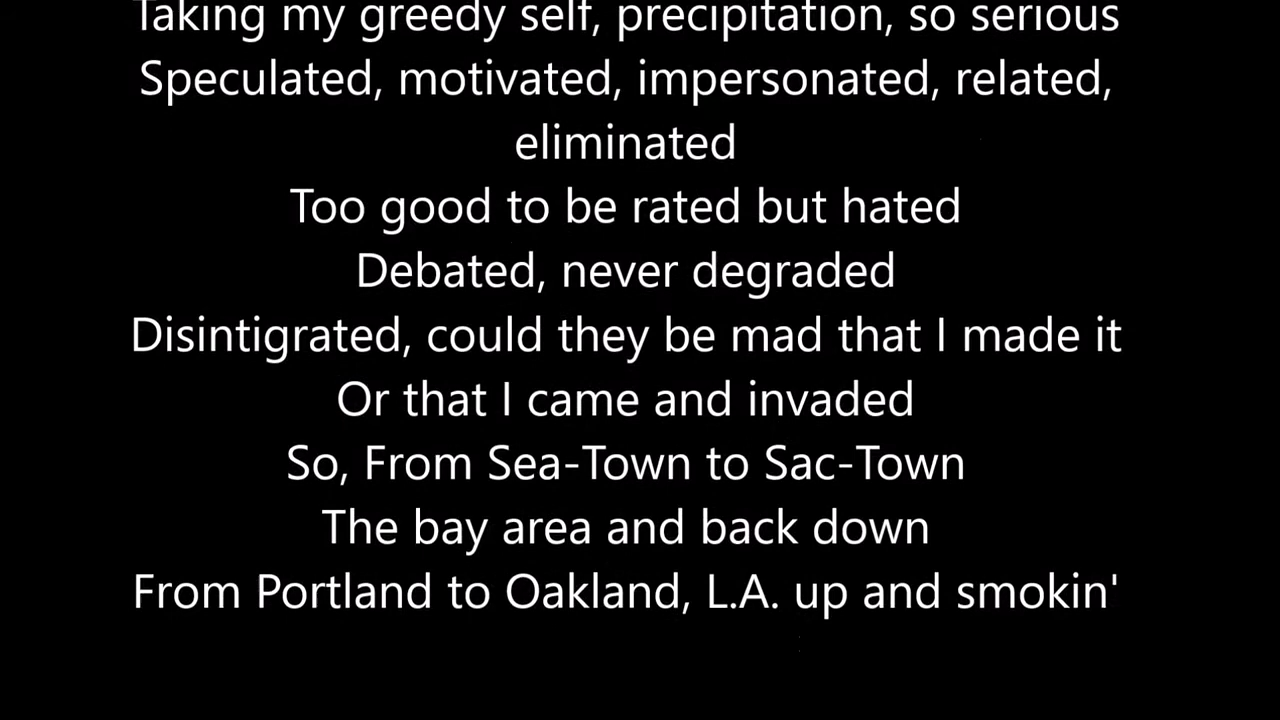 Taking my greedy self, precipitation, so serious
Speculated, motivated, impersonated, related,
eliminated
Too good to be rated but hated
Debated, never degraded
Disintigrated, could they be mad that I made it
Or that I came and invaded
So, From Sea-Town to Sac-Town
The bay area and back down
From Portland to Oakland, L.A. up and smokin'